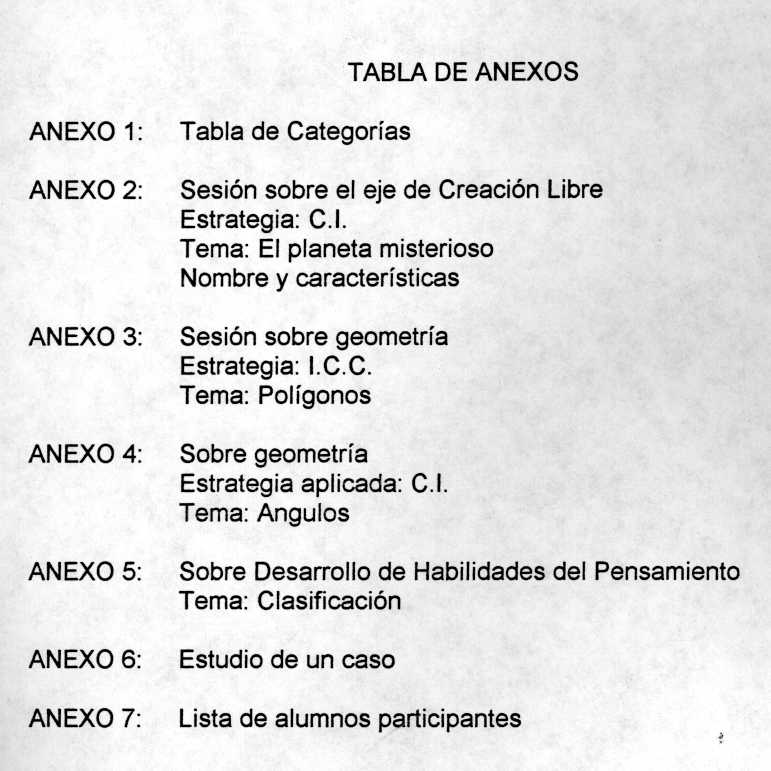 TABLA DE ANEXOS
ANEXO 1: Tabla de Categorías
ANEXO 2: Sesión sobre el eje de Creación Libre
Estrategia: C.I.
Tema: El planeta misterioso
Nombre y características
ANEXO 3: Sesión sobre geometría
Estrategia: I.C.C.
Tema: Polígonos
ANEXO 4: Sobre geometría
Estrategia aplicada: C.I.
Tema: Angulos
ANEXO 5: Sobre Desarrollo de Habilidades del Pensamiento
Tema: Clasificación
ANEXO 6: Estudio de un caso
ANEXO 7: Lista de alumnos participantes